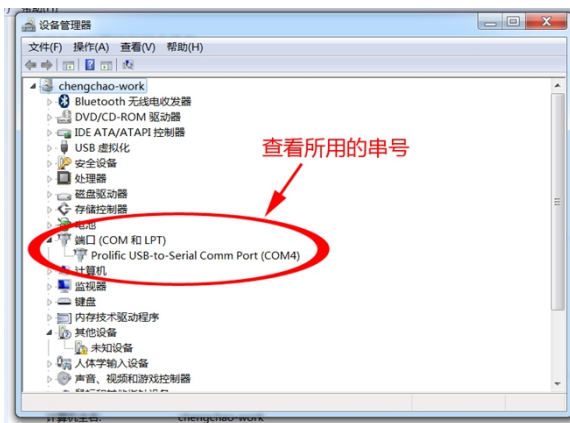 设备管理器
文件(F) 操作(A) 查看(V) 帮助(H)
chengchao-work
Bluetooth 无线电收发器
DVD/CD-ROM 驱动器
IDE ATA/ATAPI 控制器
USB 虚拟化
安全设备
查看所用的串号
处理器
磁盘驱动器
存储控制器
电池
端口 (COM 和 LPT)
Prolific USB-to-Serial Comm Port (COM4)
计算机
监视器
键盘
内存技术驱动程序
其他设备
未知设备
人体学输入设备
声音、视频和游戏控制器
chengchao-work